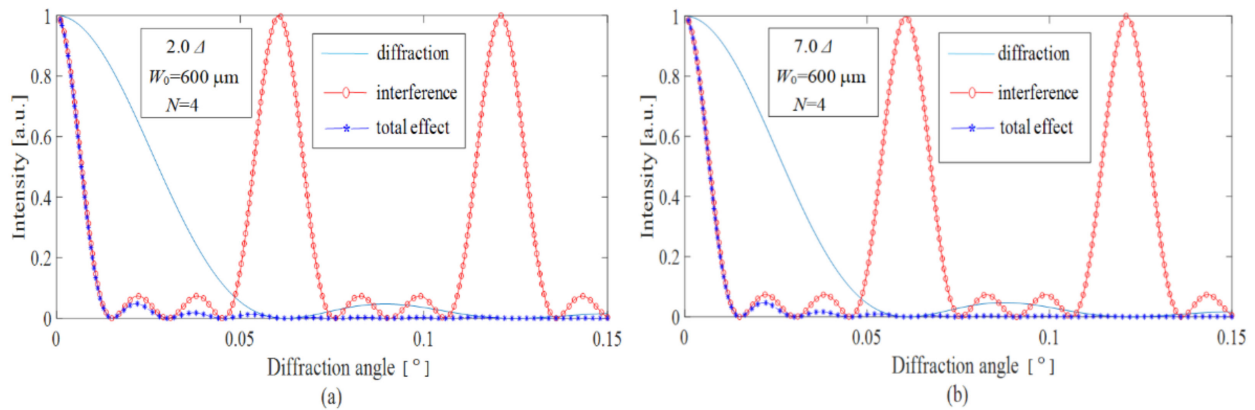 1
0.8
0.6
0.4
0.2
0
Intensity [a.u.]
2.0 Δ
W₀=600 μm
N=4
diffraction
interference
total effect
0 0.05 0.1 0.15
Diffraction angle [°]
(a)
1
0.8
0.6
0.4
0.2
0
Intensity [a.u.]
7.0 Δ
W₀=600 μm
N=4
diffraction
interference
total effect
0 0.05 0.1 0.15
Diffraction angle [°]
(b)